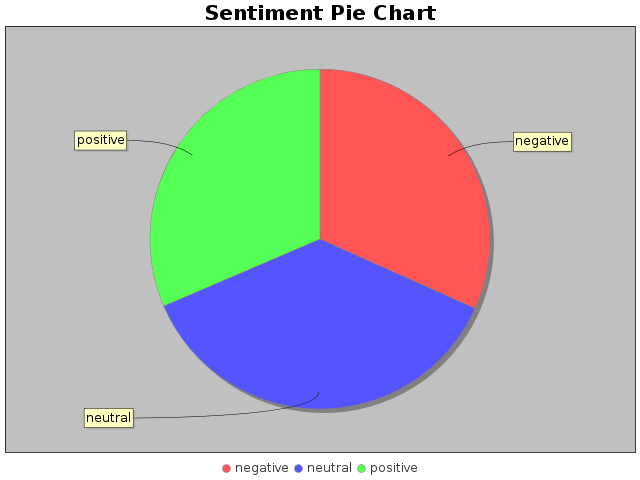 Sentiment Pie Chart
positive
negative
neutral
negative neutral positive